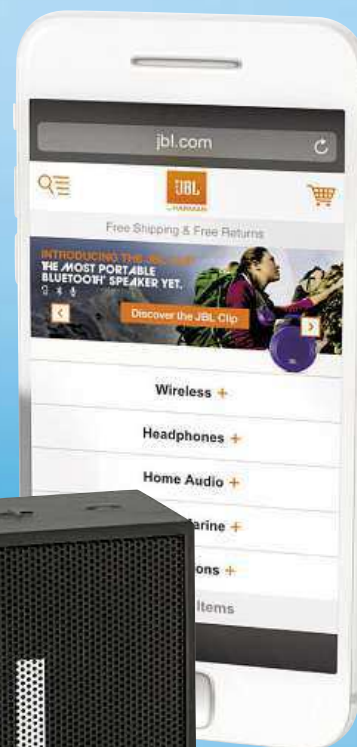 jbl.com
JBL
by HARMAN
Free Shipping & Free Returns
INTRODUCING THE JBL CLIP
THE MOST PORTABLE
BLUETOOTH® SPEAKER YET.
Discover the JBL Clip
JBL
Wireless +
Headphones +
Home Audio +
arine +
ons +
Items